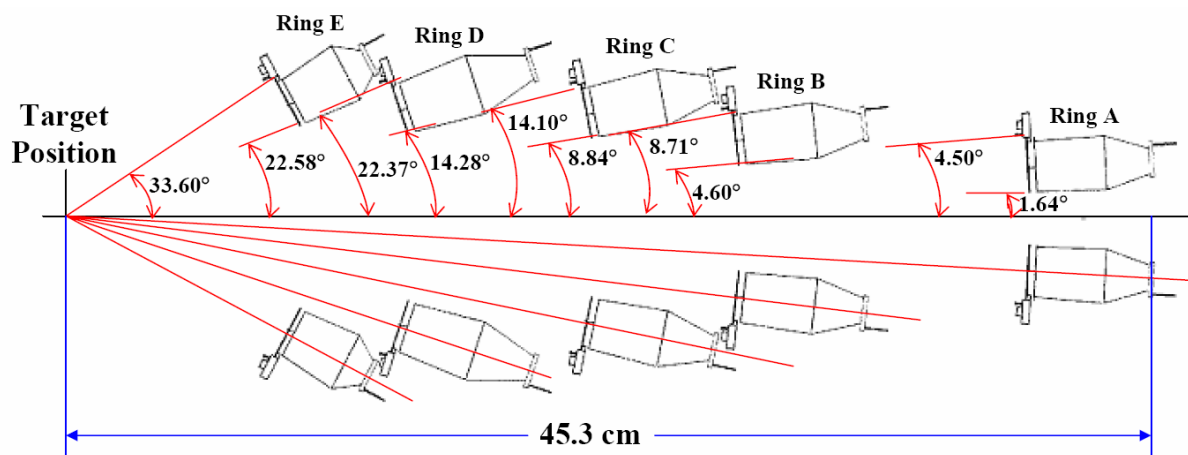 Ring E
Ring D
Ring C
Ring B
Ring A
Target
Position
33.60°
22.58°
22.37°
14.28°
14.10°
8.84°
8.71°
4.60°
4.50°
1.64°
45.3 cm